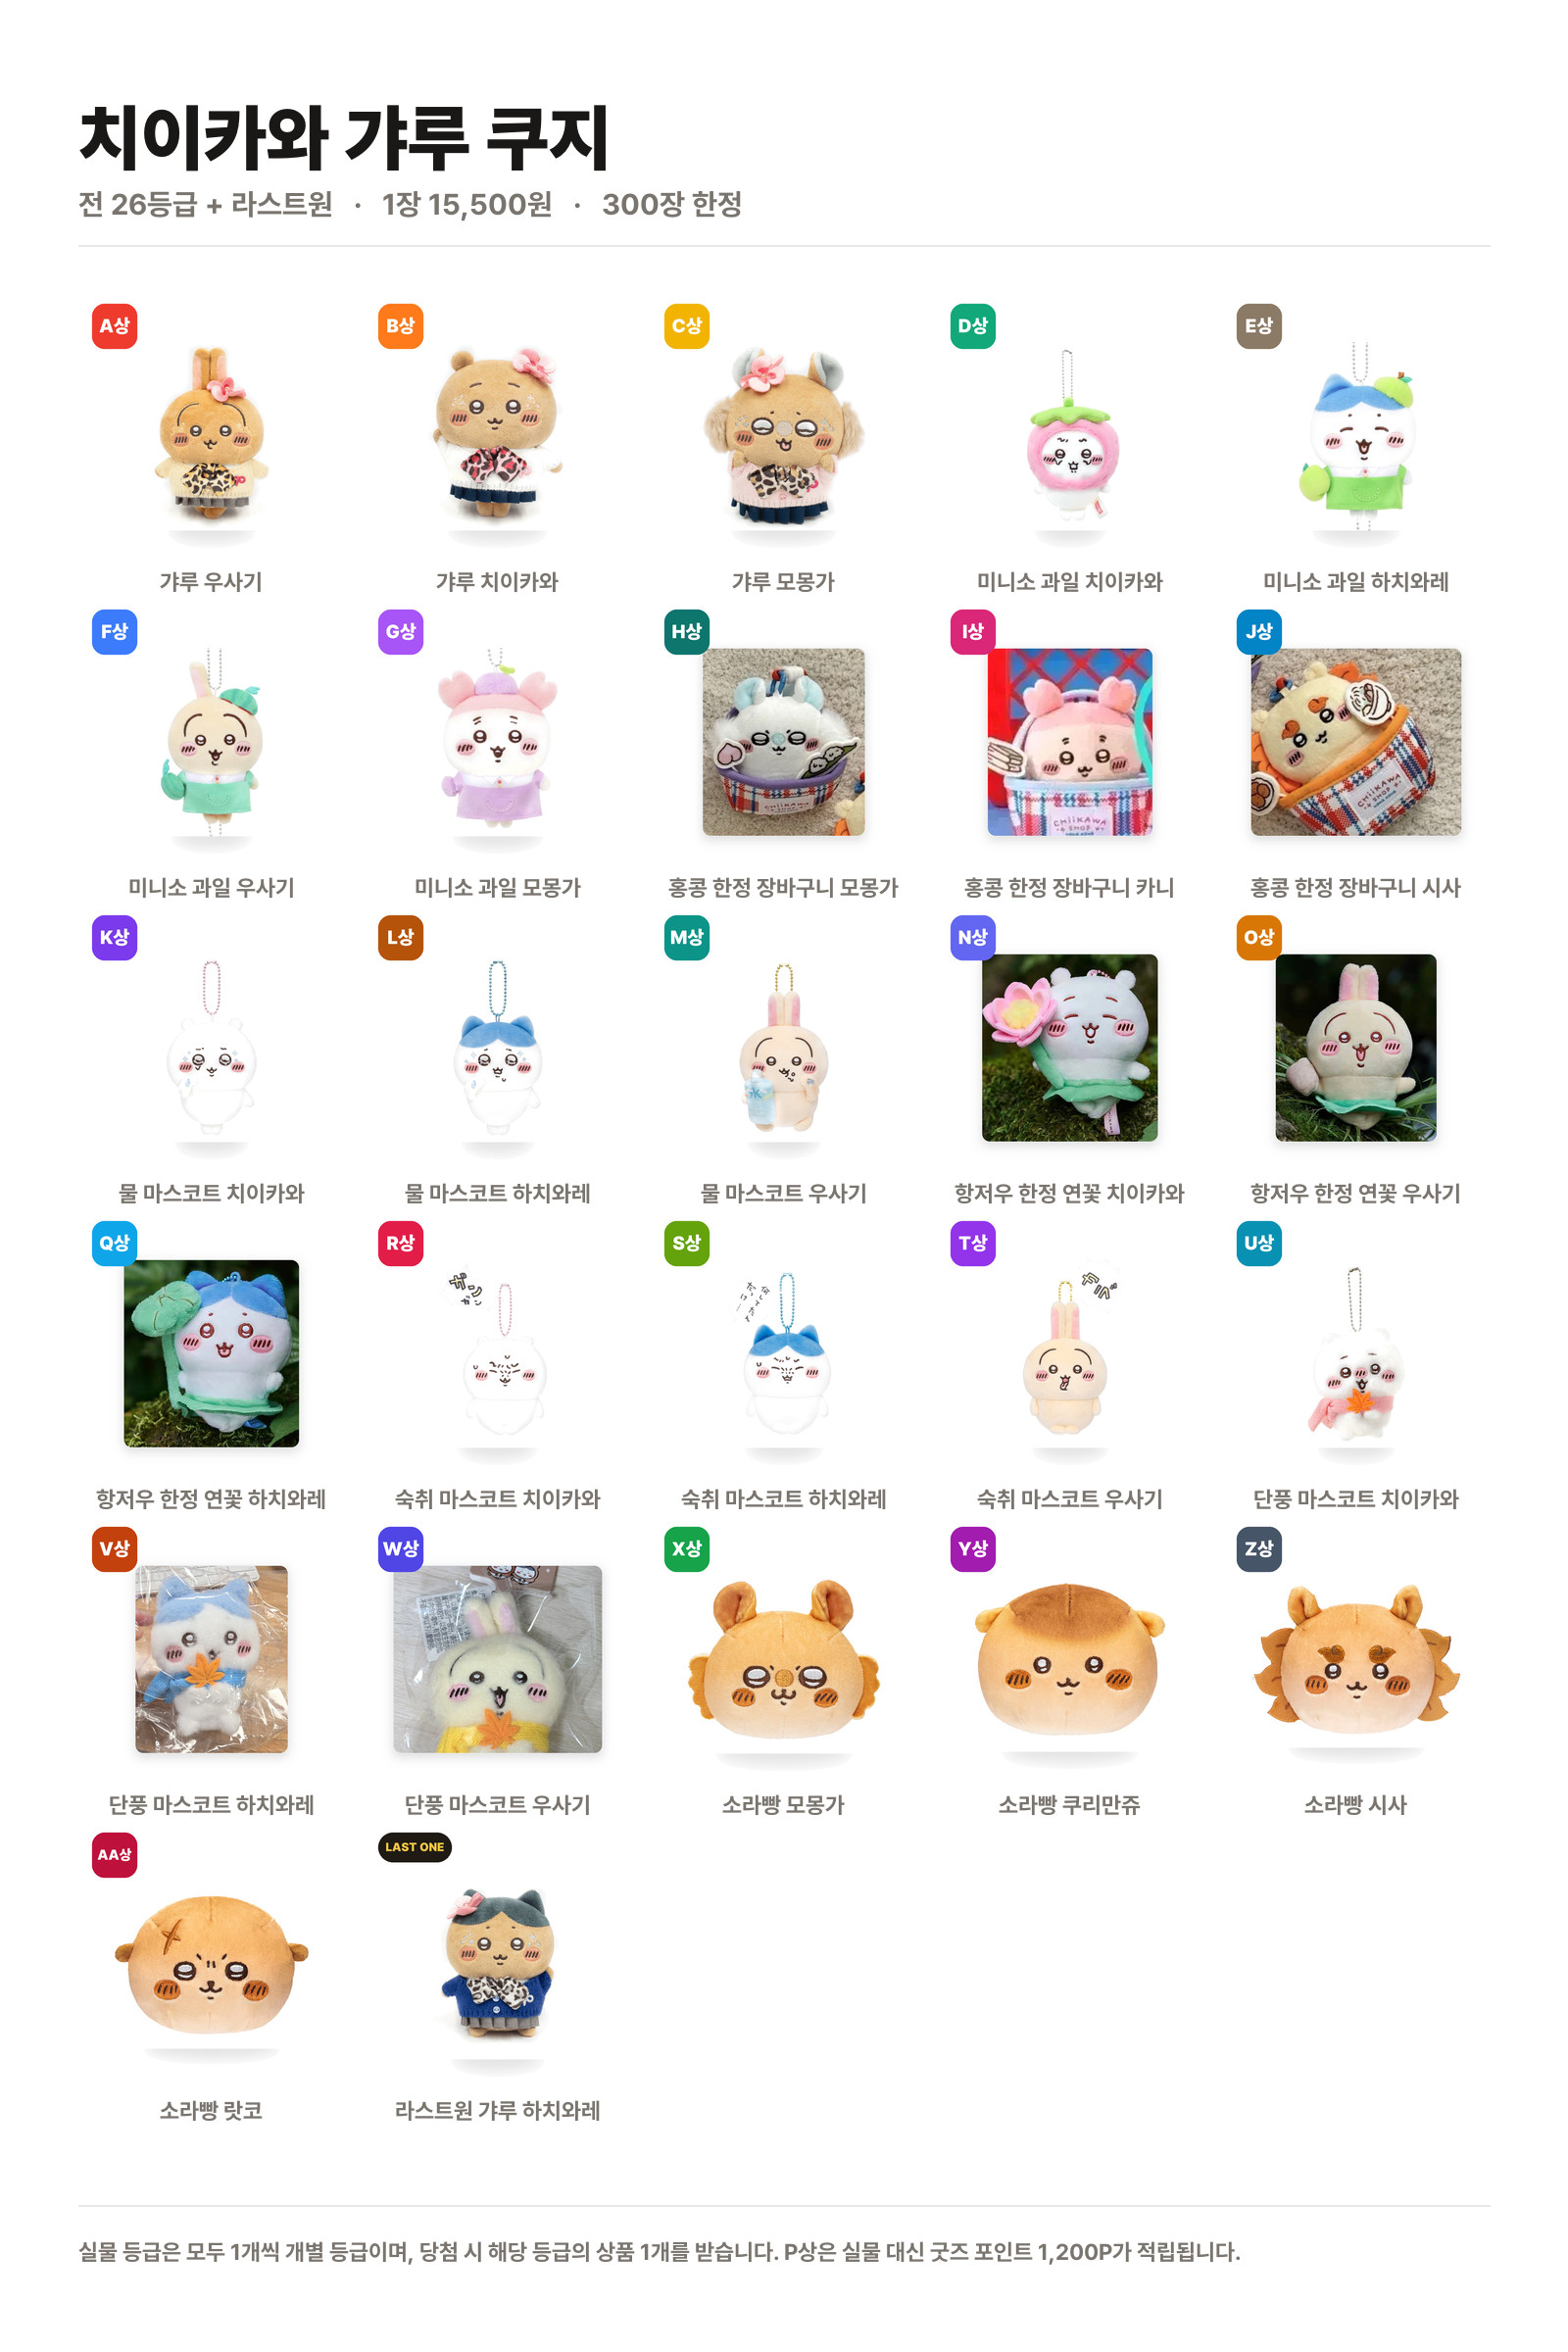 치이카와 갸루 쿠지
전 26등급 + 라스트원 · 1장 15,500원 · 300장 한정
A상
B상
C상
D상
E상
갸루 우사기
갸루 치이카와
갸루 모몽가
미니소 과일 치이카와
미니소 과일 하치와레
F상
G상
H상
I상
J상
CHIIKAWA
SHOP
CHIIKAWA
SHOP
CHIIKAWA
SHOP
미니소 과일 우사기
미니소 과일 모몽가
홍콩 한정 장바구니 모몽가
홍콩 한정 장바구니 카니
홍콩 한정 장바구니 시사
K상
L상
M상
N상
O상
水
물 마스코트 치이카와
물 마스코트 하치와레
물 마스코트 우사기
항저우 한정 연꽃 치이카와
항저우 한정 연꽃 우사기
Q상
R상
S상
T상
U상
항저우 한정 연꽃 하치와레
숙취 마스코트 치이카와
숙취 마스코트 하치와레
숙취 마스코트 우사기
단풍 마스코트 치이카와
V상
W상
X상
Y상
Z상
단풍 마스코트 하치와레
단풍 마스코트 우사기
소라빵 모몽가
소라빵 쿠리만쥬
소라빵 시사
AA상
LAST ONE
소라빵 랏코
라스트원 갸루 하치와레
실물 등급은 모두 1개씩 개별 등급이며, 당첨 시 해당 등급의 상품 1개를 받습니다. P상은 실물 대신 굿즈 포인트 1,200P가 적립됩니다.